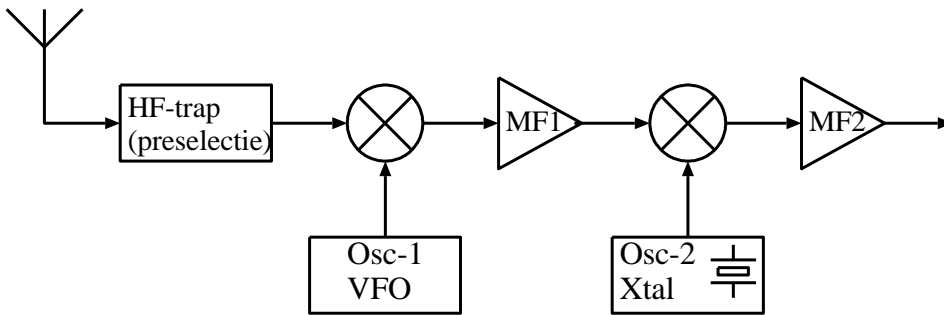 HF-trap
(preselectie)
MF1
MF2
Osc-1
VFO
Osc-2
Xtal